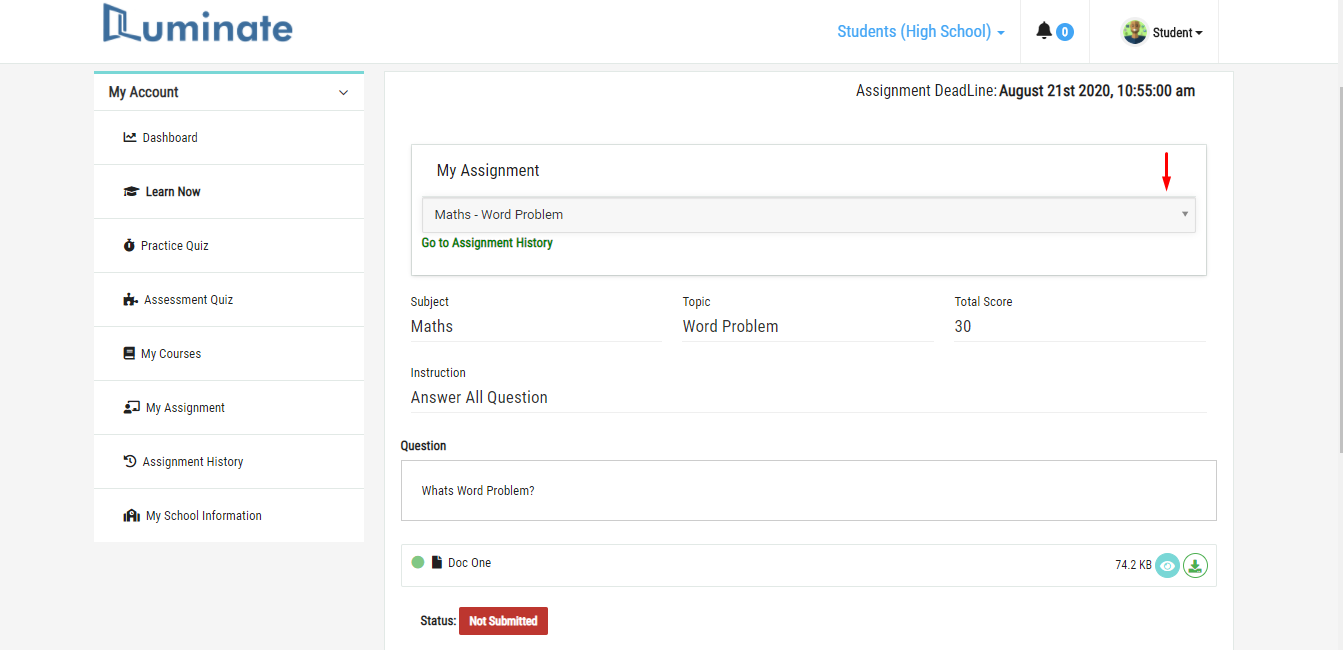 Luminate
Students (High School)
0
Student
My Account
Dashboard
Learn Now
Practice Quiz
Assessment Quiz
My Courses
My Assignment
Assignment History
My School Information
Assignment DeadLine: August 21st 2020, 10:55:00 am
My Assignment
Maths - Word Problem
Go to Assignment History
Subject
Maths
Topic
Word Problem
Total Score
30
Instruction
Answer All Question
Question
Whats Word Problem?
Doc One
74.2 KB
Status: Not Submitted